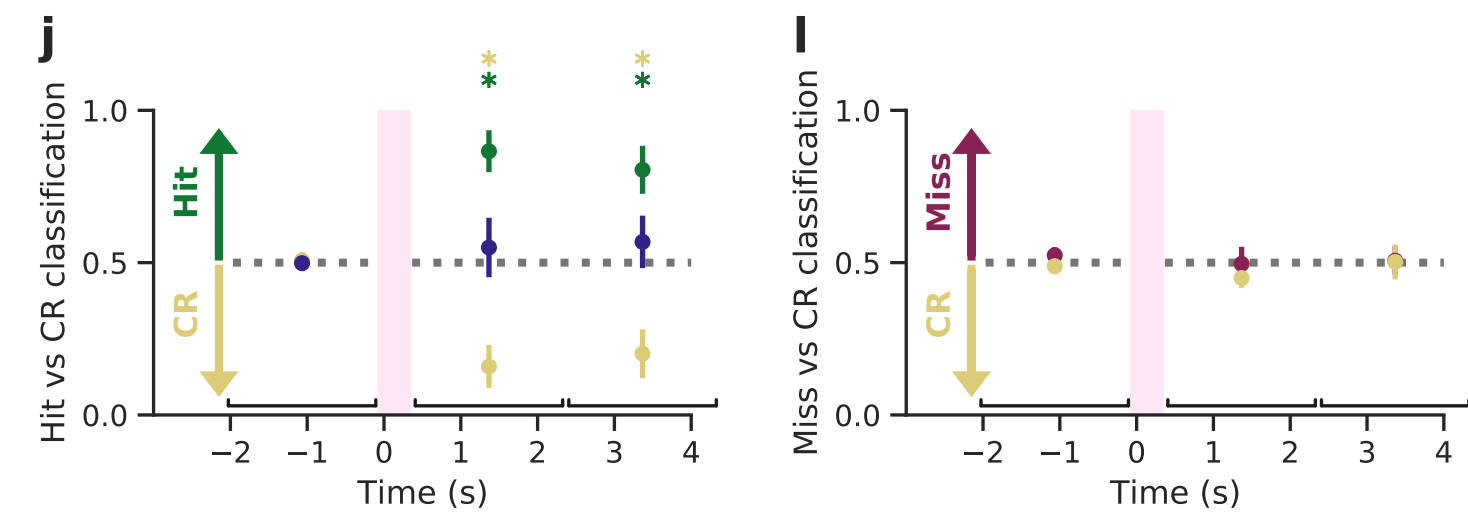 j
* *
* *
Hit vs CR classification
1.0
0.5
0.0
Hit
CR
−2 −1 0 1 2 3 4
Time (s)
l
Miss vs CR classification
1.0
0.5
0.0
Miss
CR
−2 −1 0 1 2 3 4
Time (s)